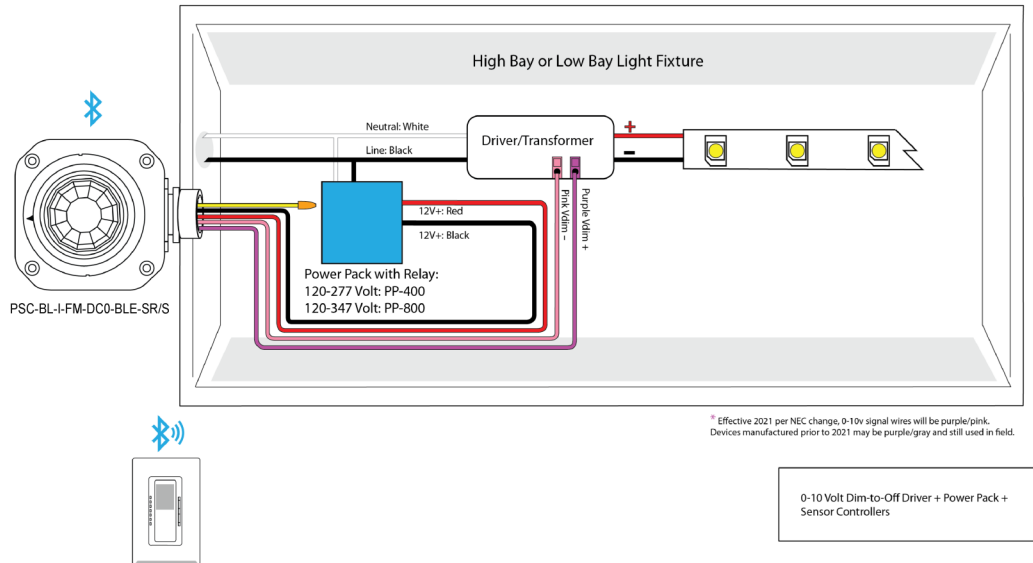 High Bay or Low Bay Light Fixture
Neutral: White
Line: Black
Driver/Transformer
+
-
12V+: Red
12V+: Black
Pink Vdim –
Purple Vdim +
Power Pack with Relay:
120-277 Volt: PP-400
120-347 Volt: PP-800
PSC-BL-I-FM-DC0-BLE-SR/S
* Effective 2021 per NEC change, 0-10v signal wires will be purple/pink.
Devices manufactured prior to 2021 may be purple/gray and still used in field.
0-10 Volt Dim-to-Off Driver + Power Pack +
Sensor Controllers